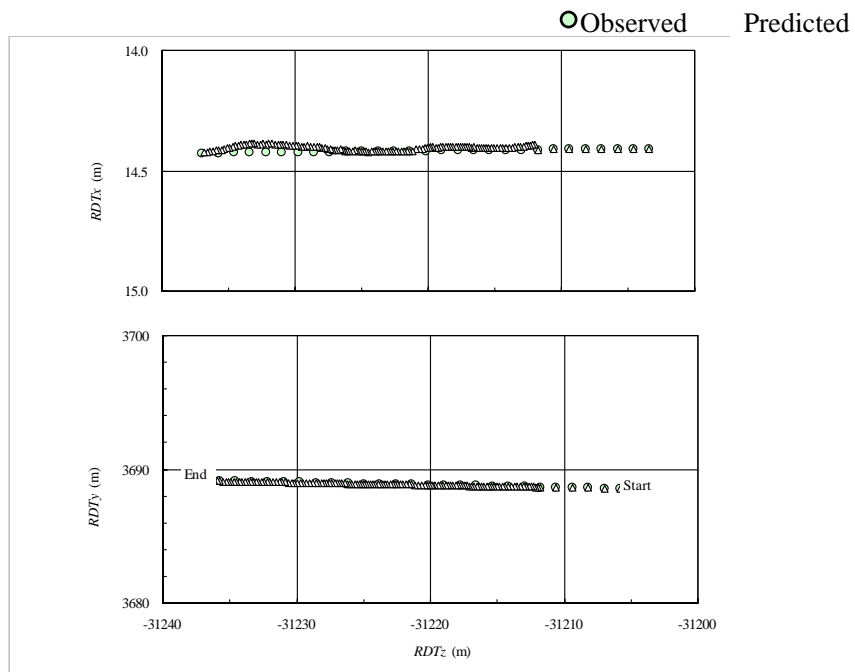 Observed Predicted
14.0
14.5
15.0
RDTx (m)
3700
3690
3680
RDTy (m)
End
Start
-31240 -31230 -31220 -31210 -31200
RDTz (m)